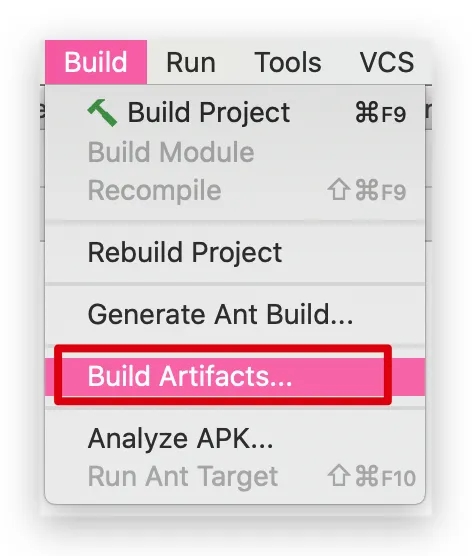 Build Run Tools VCS
Build Project ⌘F9
Build Module
Recompile ⇧⌘F9
Rebuild Project
Generate Ant Build...
Build Artifacts...
Analyze APK...
Run Ant Target ⇧⌘F10